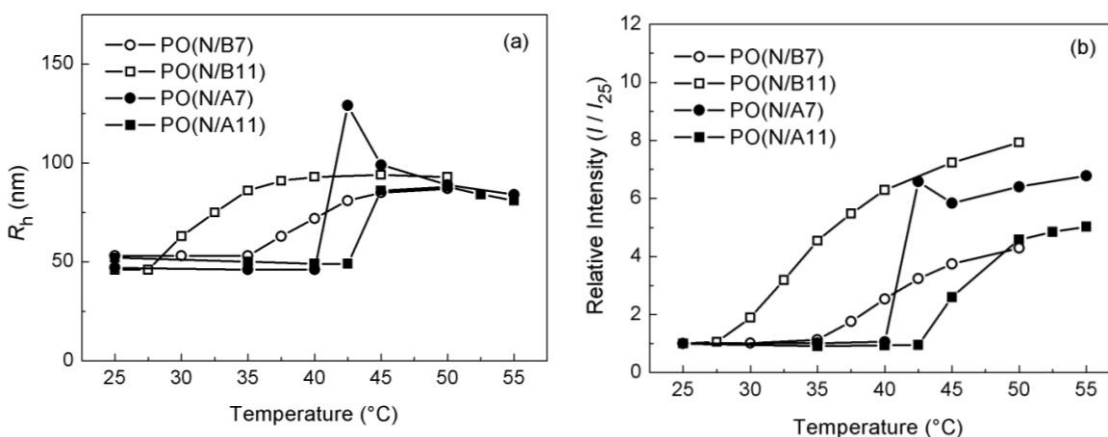 (a)
PO(N/B7)
PO(N/B11)
PO(N/A7)
PO(N/A11)
150
100
50
0
R_h (nm)
25 30 35 40 45 50 55
Temperature (°C)
(b)
PO(N/B7)
PO(N/B11)
PO(N/A7)
PO(N/A11)
12
10
8
6
4
2
0
Relative Intensity (I / I_25)
25 30 35 40 45 50 55
Temperature (°C)